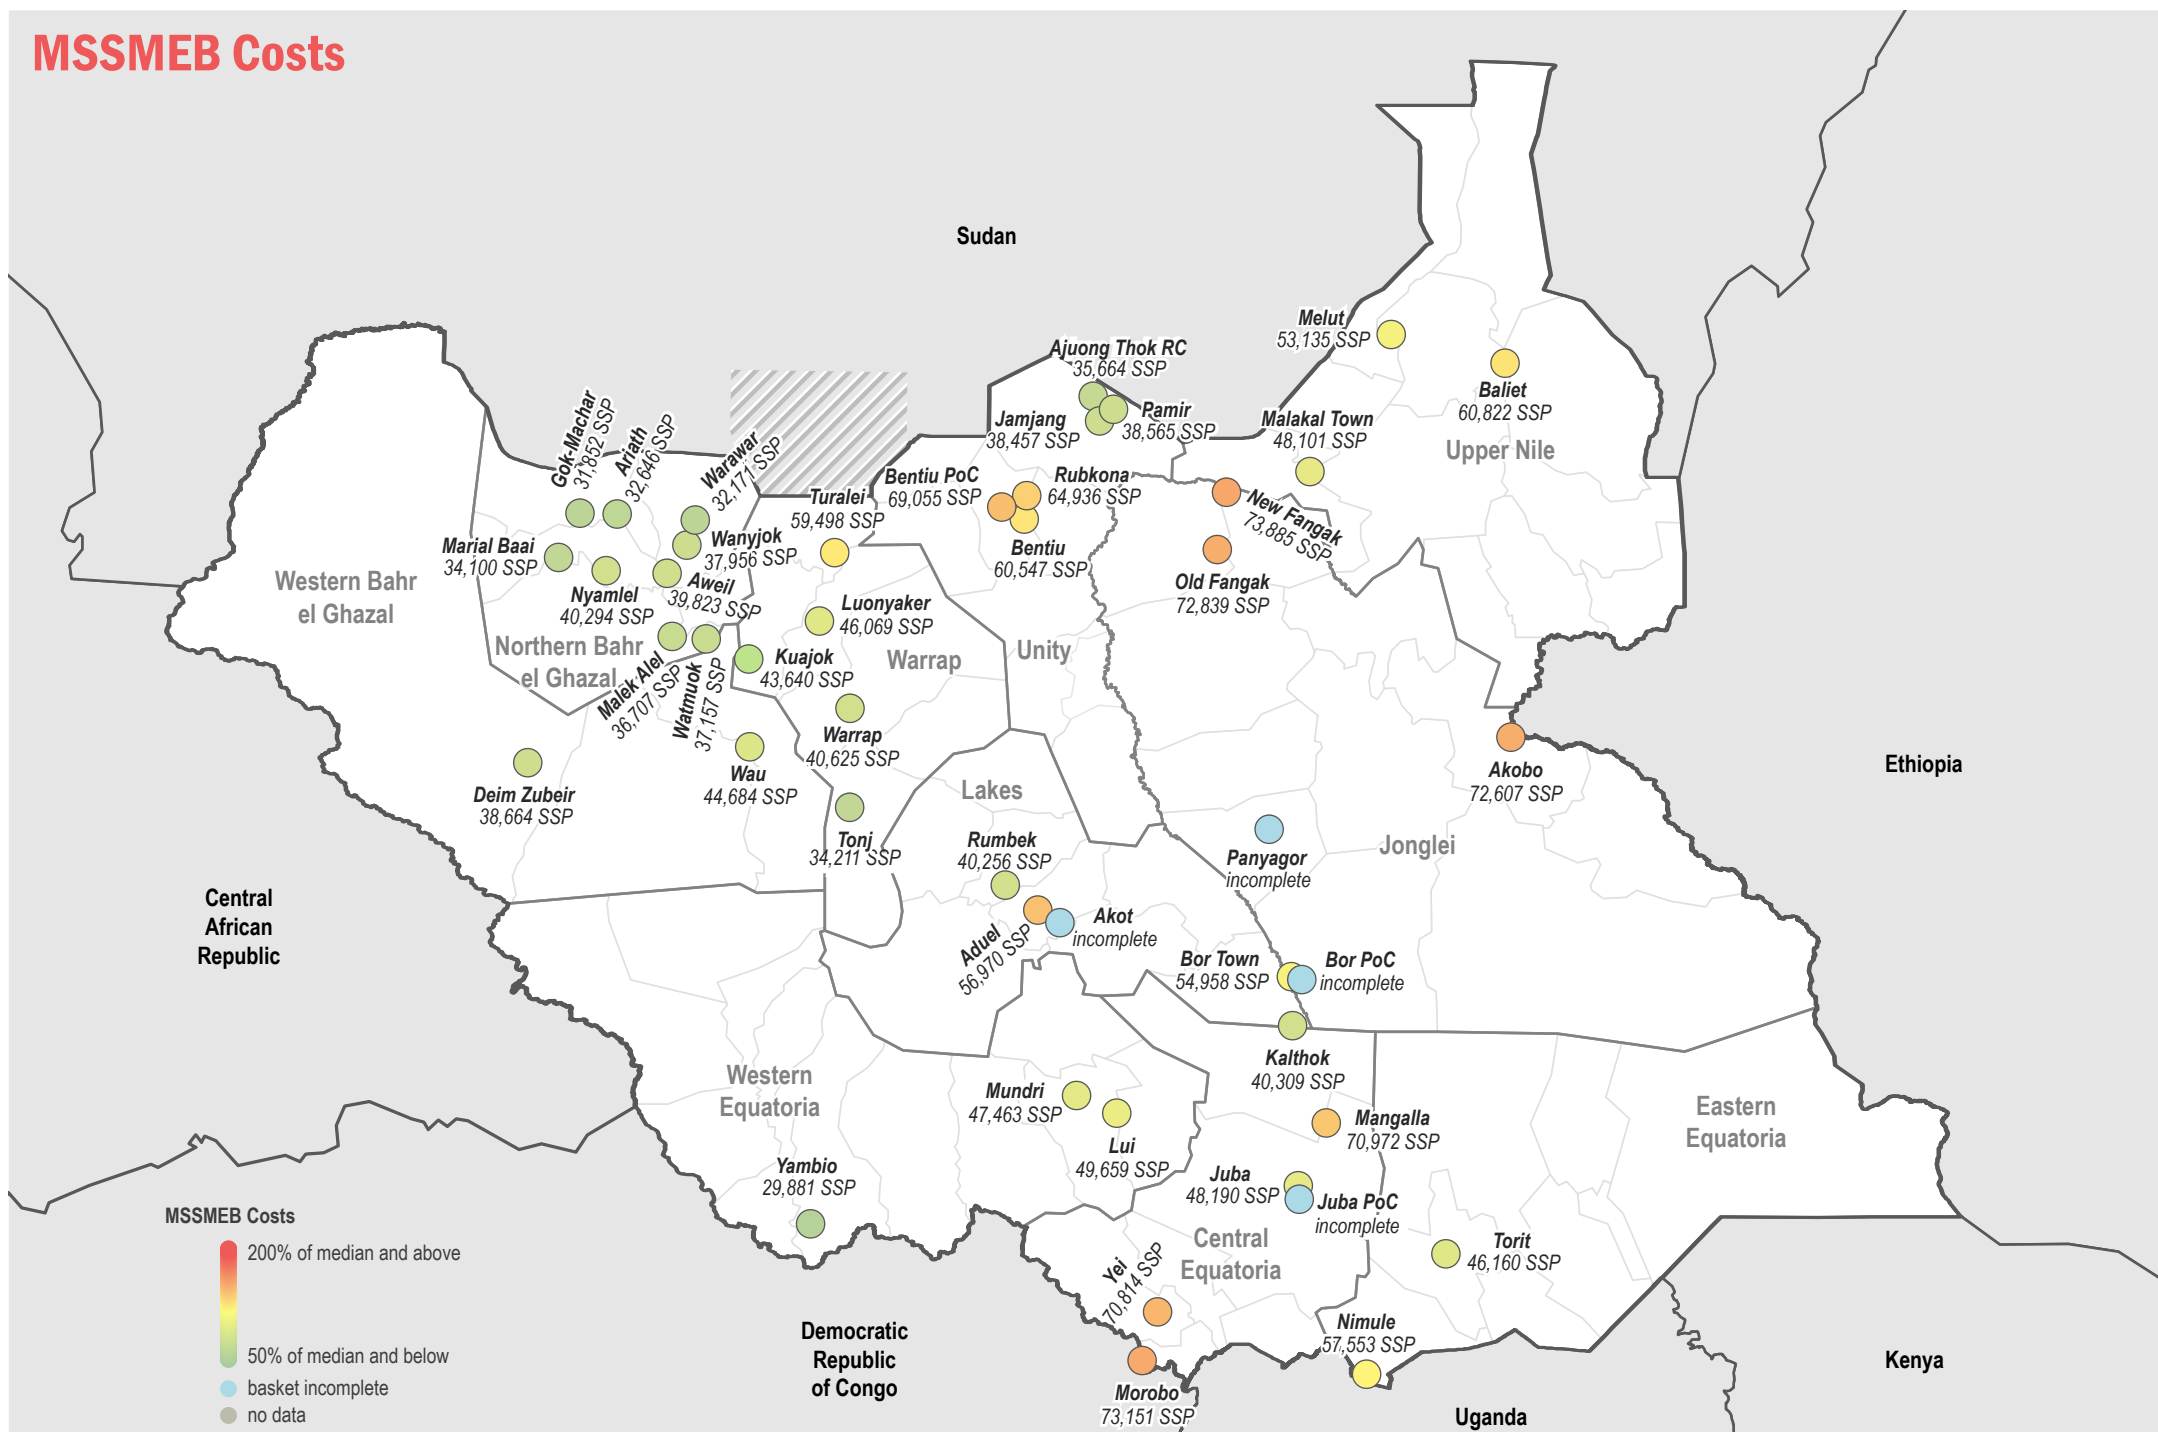 MSSMEB Costs
Sudan
Melut
53,135 SSP
Baliet
60,822 SSP
Upper Nile
Ajuong Thok RC
35,664 SSP
Jamjang
38,457 SSP
Pamir
38,565 SSP
Malakal Town
48,101 SSP
Gok-Machar
31,852 SSP
Ariath
32,646 SSP
Warawar
32,171 SSP
Turalei
59,498 SSP
Bentiu PoC
69,055 SSP
Rubkona
64,936 SSP
New Fangak
73,885 SSP
Marial Baai
34,100 SSP
Wanyjok
37,956 SSP
Bentiu
60,547 SSP
Old Fangak
72,839 SSP
Western Bahr
el Ghazal
Nyamlel
40,294 SSP
Aweil
39,823 SSP
Luonyaker
46,069 SSP
Northern Bahr
el Ghazal
Warrap
Unity
Kuajok
43,640 SSP
Malek Alel
36,707 SSP
Watmuok
37,157 SSP
Warrap
40,625 SSP
Wau
44,684 SSP
Deim Zubeir
38,664 SSP
Lakes
Akobo
72,607 SSP
Ethiopia
Tonj
34,211 SSP
Rumbek
40,256 SSP
Panyagor
incomplete
Jonglei
Central
African
Republic
Aduel
56,970 SSP
Akot
incomplete
Bor Town
54,958 SSP
Bor PoC
incomplete
Kalthok
40,309 SSP
Western
Equatoria
Mundri
47,463 SSP
Lui
49,659 SSP
Mangalla
70,972 SSP
Eastern
Equatoria
Yambio
29,881 SSP
Juba
48,190 SSP
Juba PoC
incomplete
Central
Equatoria
Torit
46,160 SSP
Yei
70,814 SSP
Nimule
57,553 SSP
Democratic
Republic
of Congo
Morobo
73,151 SSP
Uganda
Kenya
MSSMEB Costs
200% of median and above
50% of median and below
basket incomplete
no data